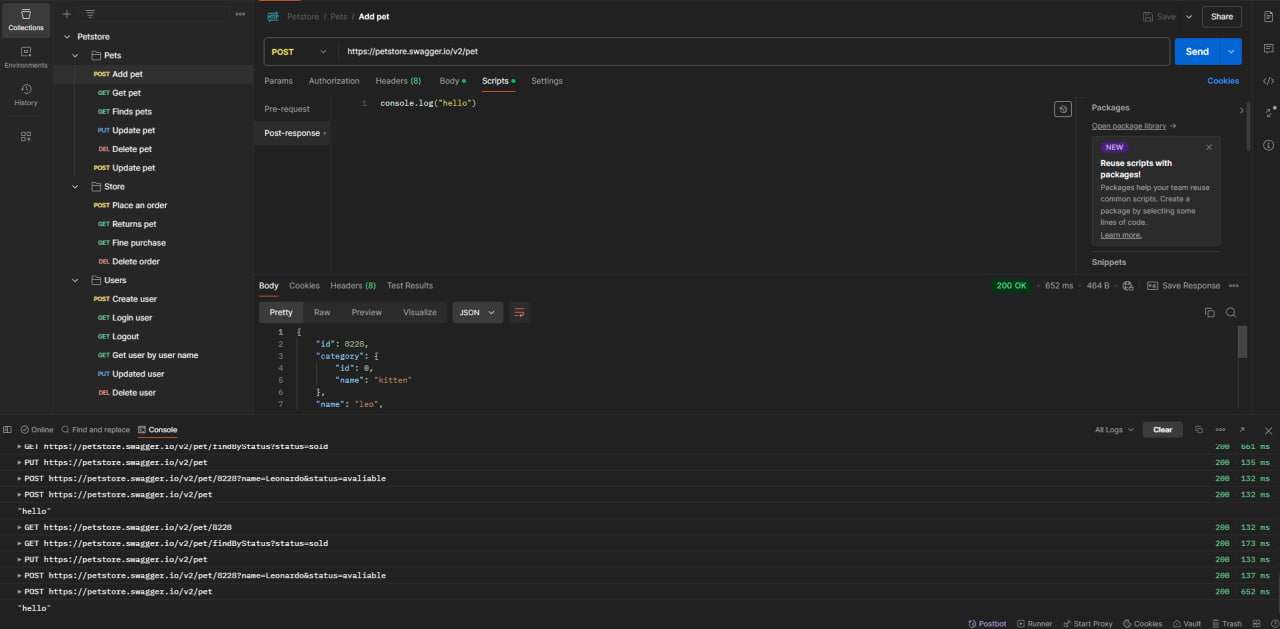 Collections
Environments
History
Petstore
Pets
POST Add pet
GET Get pet
GET Finds pets
PUT Update pet
DEL Delete pet
POST Update pet
Store
POST Place an order
GET Returns pet
GET Fine purchase
DEL Delete order
Users
POST Create user
GET Login user
GET Logout
GET Get user by user name
PUT Updated user
DEL Delete user
Petstore / Pets / Add pet
Save
Share
POST https://petstore.swagger.io/v2/pet
Send
Params Authorization Headers (8) Body Scripts Settings
Cookies
Pre-request
Post-response
1 console.log("hello")
Packages
Open package library →
NEW
Reuse scripts with
packages!
Packages help your team reuse
common scripts. Create a
package by selecting some
lines of code.
Learn more.
Snippets
Body Cookies Headers (8) Test Results
200 OK 652 ms 464 B Save Response
Pretty Raw Preview Visualize JSON
1 {
2 "id": 8228,
3 "category": {
4 "id": 0,
5 "name": "kitten"
6 },
7 "name": "leo",
Online Find and replace Console
All Logs Clear
GET https://petstore.swagger.io/v2/pet/findByStatus?status=sold 200 661 ms
PUT https://petstore.swagger.io/v2/pet 200 135 ms
POST https://petstore.swagger.io/v2/pet/8228?name=Leonardo&status=avaliable 200 132 ms
POST https://petstore.swagger.io/v2/pet 200 132 ms
"hello"
GET https://petstore.swagger.io/v2/pet/8228 200 132 ms
GET https://petstore.swagger.io/v2/pet/findByStatus?status=sold 200 173 ms
PUT https://petstore.swagger.io/v2/pet 200 133 ms
POST https://petstore.swagger.io/v2/pet/8228?name=Leonardo&status=avaliable 200 137 ms
POST https://petstore.swagger.io/v2/pet 200 652 ms
"hello"
Postbot Runner Start Proxy Cookies Vault Trash